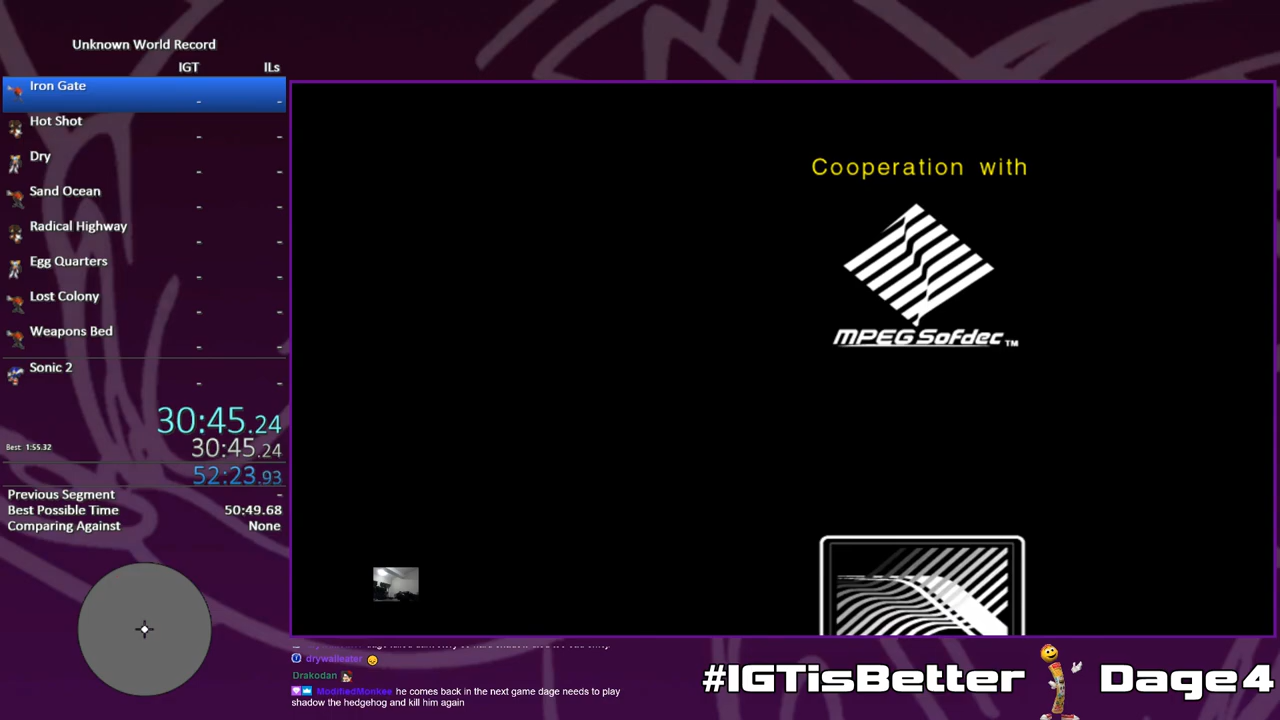 Unknown World Record
IGT ILs
Iron Gate
- -
Hot Shot
- -
Dry
- -
Sand Ocean
- -
Radical Highway
- -
Egg Quarters
- -
Lost Colony
- -
Weapons Bed
- -
Sonic 2
- -
30:45.24
Best: 1:55.32 30:45.24
52:23.93
Previous Segment -
Best Possible Time 50:49.68
Comparing Against None
Cooperation with
MPEG Sofdec TM
drywalleater
Drakodan
ModifiedMonkee he comes back in the next game dage needs to play
shadow the hedgehog and kill him again
#IGTisBetter Dage4